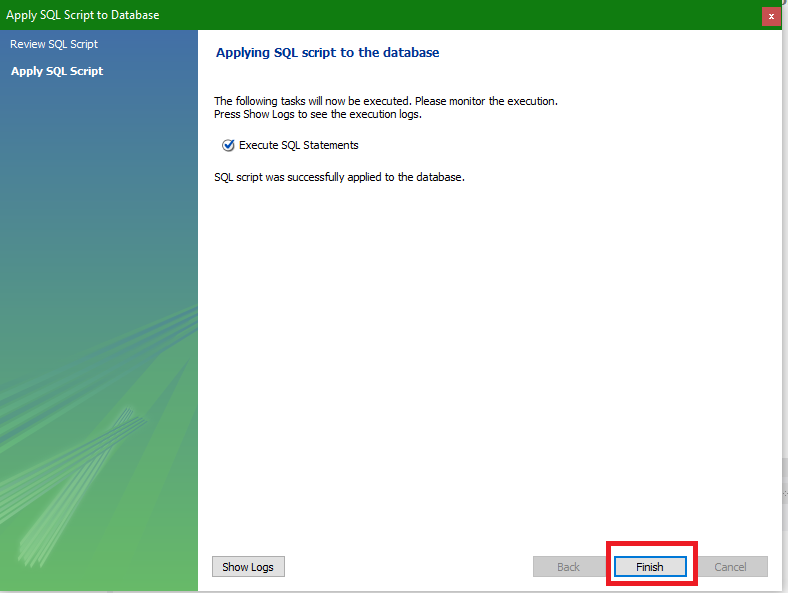 Apply SQL Script to Database
x
Review SQL Script
Apply SQL Script
Applying SQL script to the database
The following tasks will now be executed. Please monitor the execution.
Press Show Logs to see the execution logs.
Execute SQL Statements
SQL script was successfully applied to the database.
Show Logs
Back
Finish
Cancel